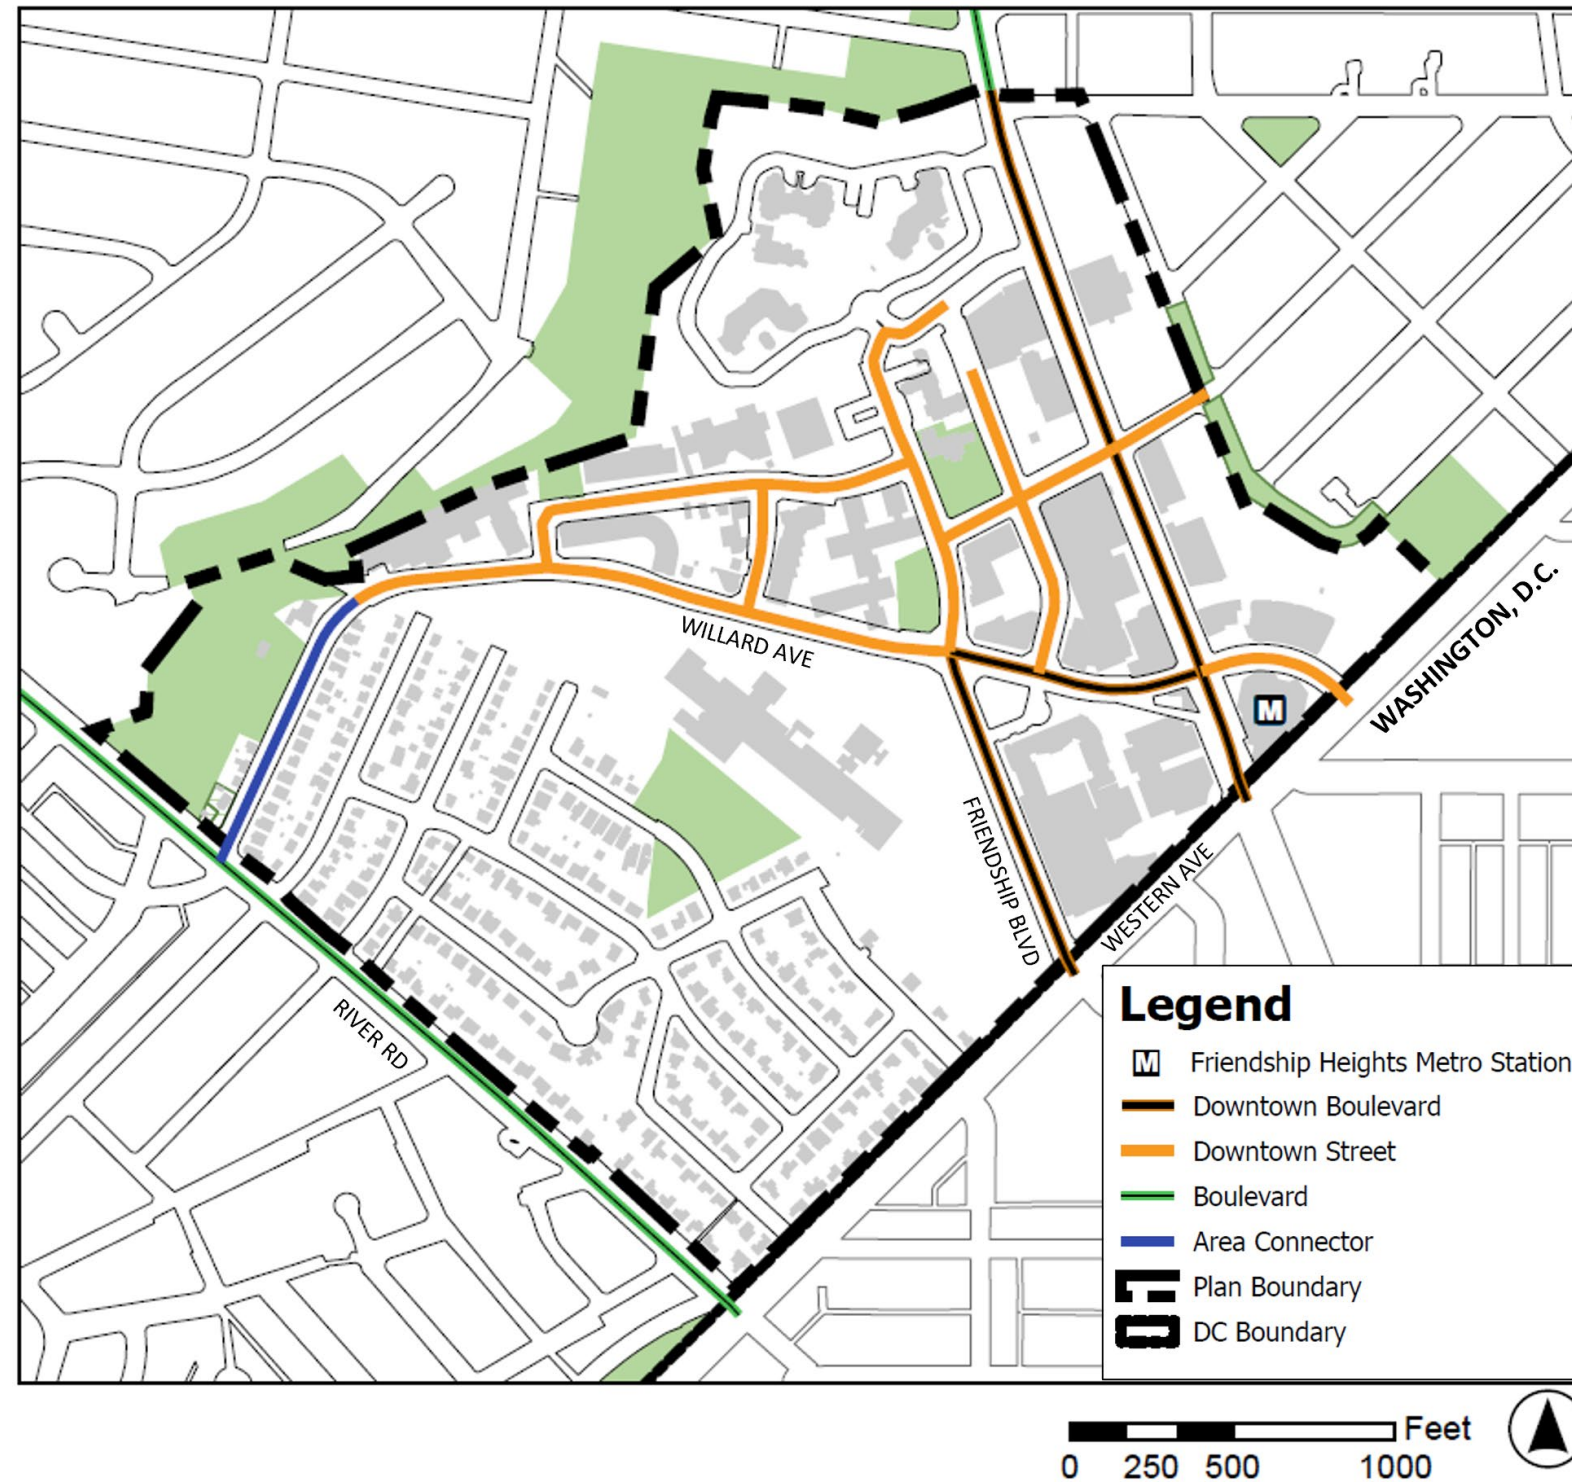 WILLARD AVE
WASHINGTON, D.C.
M
FRIENDSHIP BLVD
WESTERN AVE
RIVER RD
Legend
M Friendship Heights Metro Station
Downtown Boulevard
Downtown Street
Boulevard
Area Connector
Plan Boundary
DC Boundary
Feet
0 250 500 1000